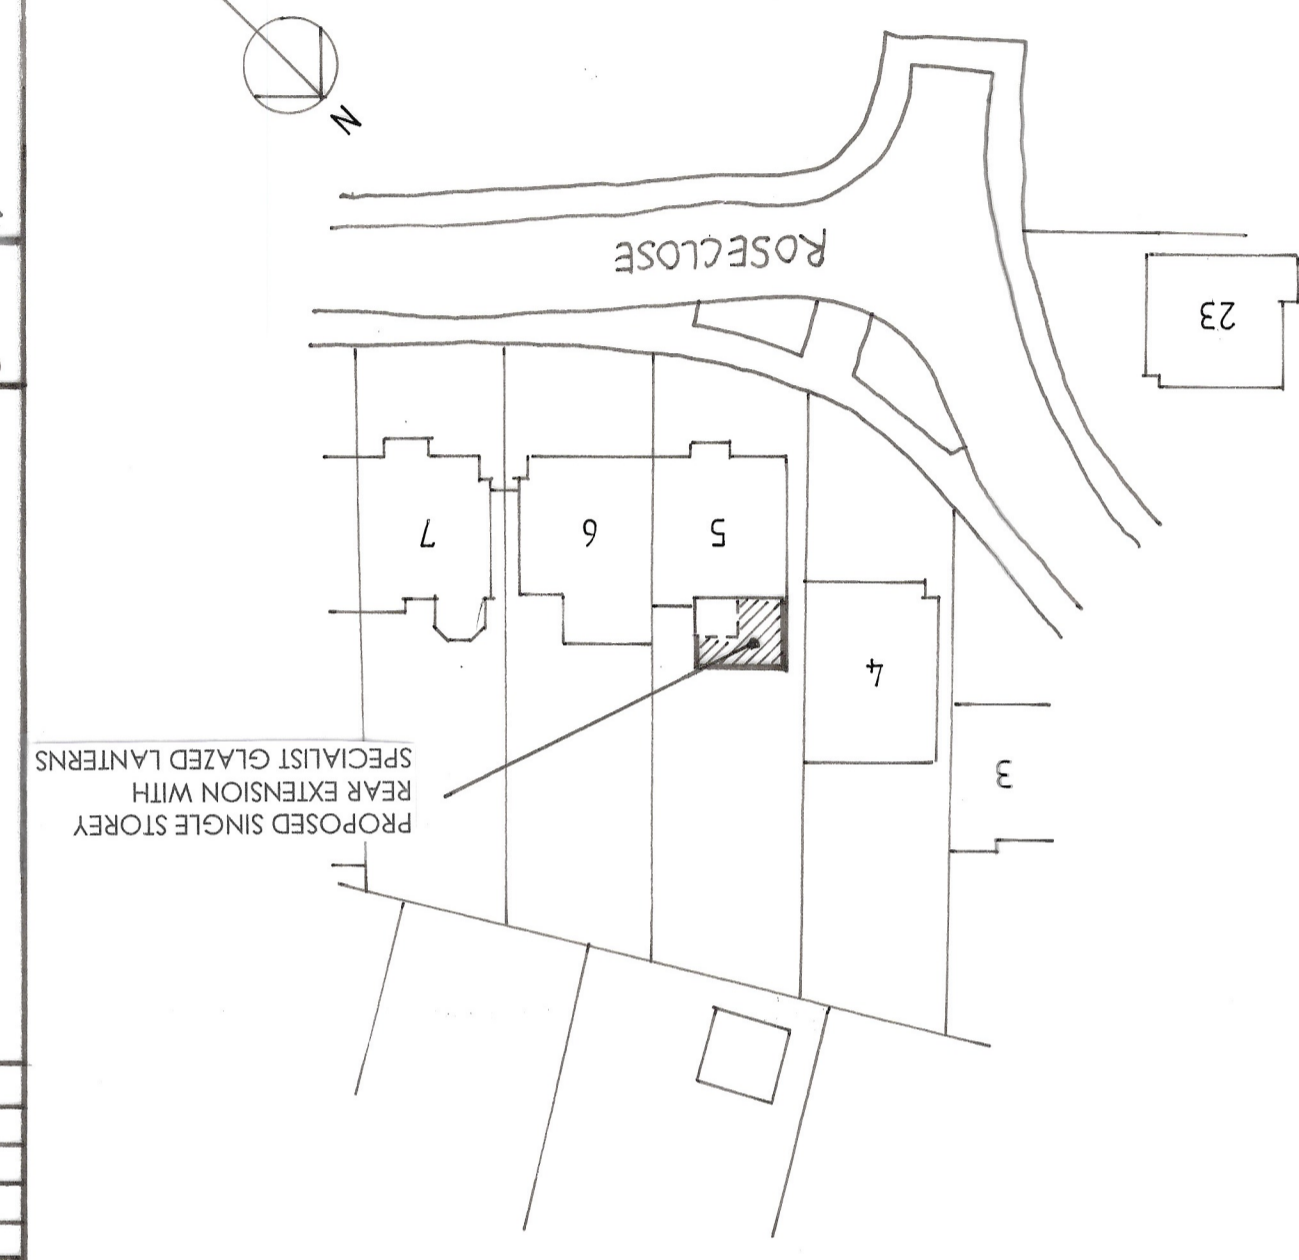 N
ROSE CLOSE
23
7
6
5
4
3
PROPOSED SINGLE STOREY
REAR EXTENSION WITH
SPECIALIST GLAZED LANTERNS